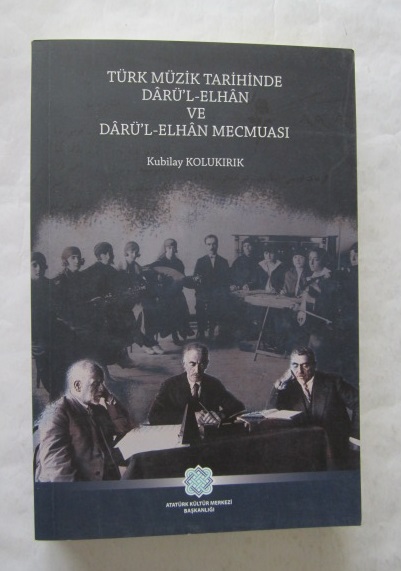 TÜRK MÜZİK TARİHİNDE
DÂRÜ'L-ELHÂN
VE
DÂRÜ'L-ELHÂN MECMUASI
Kubilay KOLUKIRIK
ATATÜRK KÜLTÜR MERKEZİ
BAŞKANLIĞI